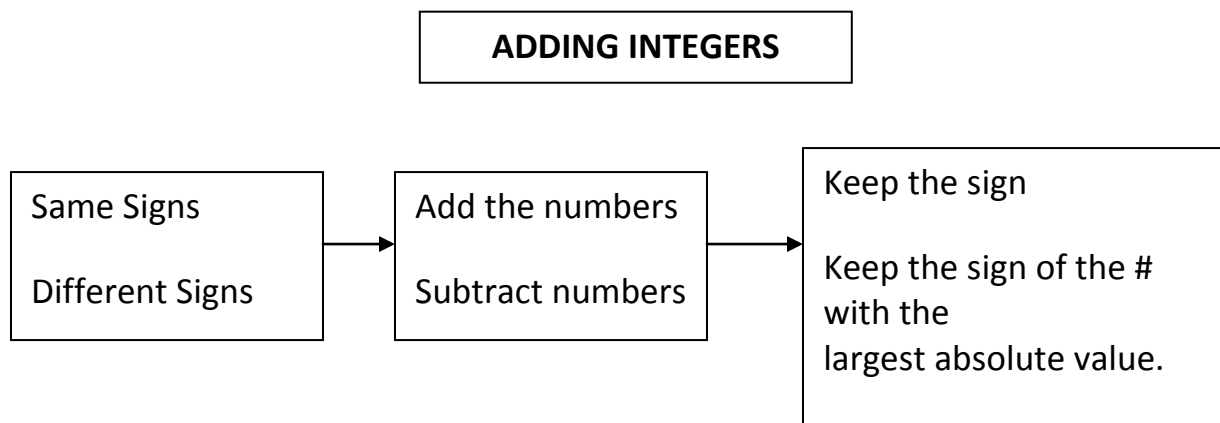 ADDING INTEGERS
Same Signs
Different Signs
Add the numbers
Subtract numbers
Keep the sign
Keep the sign of the #
with the
largest absolute value.